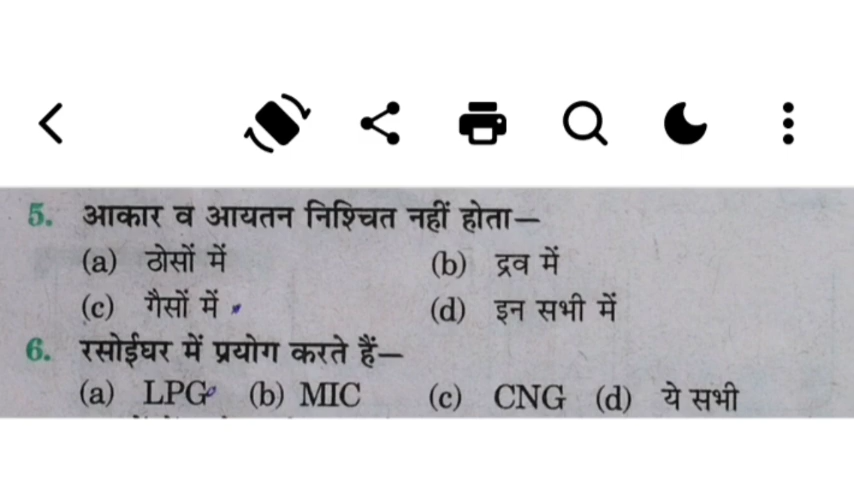 5. आकार व आयतन निश्चित नहीं होता—
(a) ठोसों में (b) द्रव में
(c) गैसों में (d) इन सभी में
6. रसोईघर में प्रयोग करते हैं—
(a) LPG (b) MIC (c) CNG (d) ये सभी